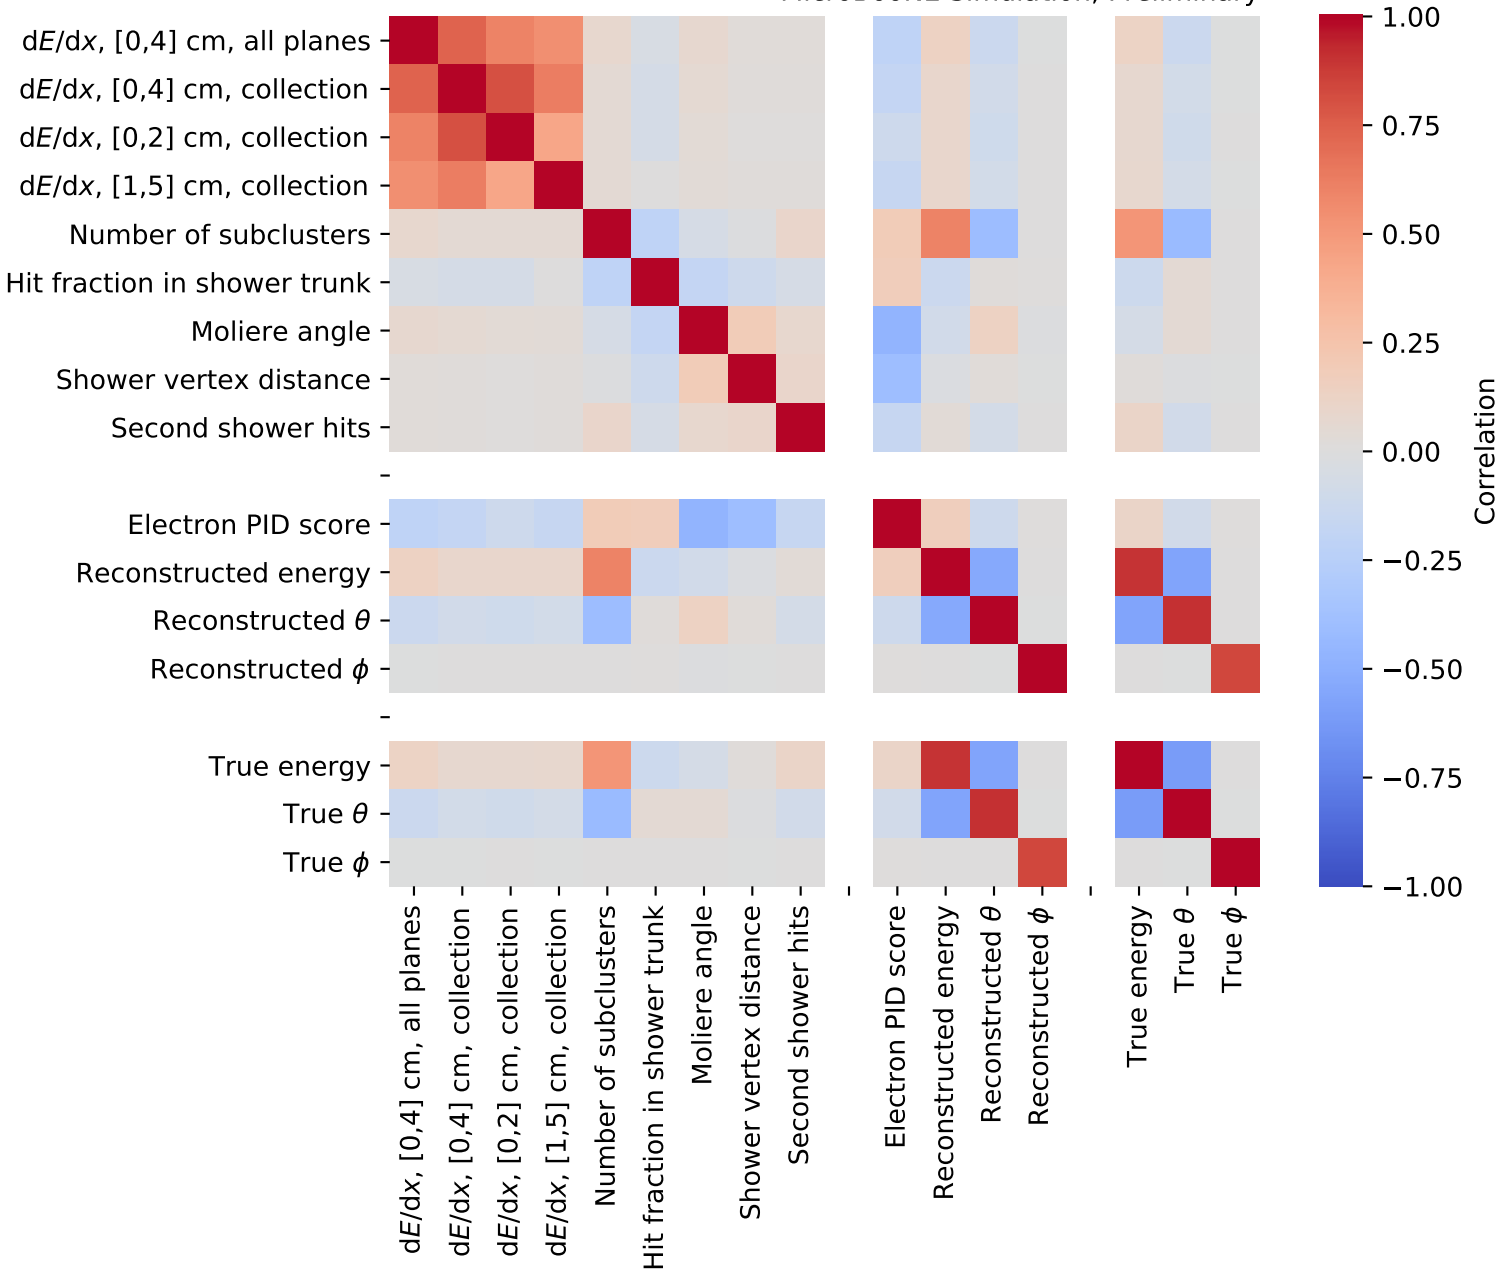 dE/dx, [0,4] cm, all planes
dE/dx, [0,4] cm, collection
dE/dx, [0,2] cm, collection
dE/dx, [1,5] cm, collection
Number of subclusters
Hit fraction in shower trunk
Moliere angle
Shower vertex distance
Second shower hits
Electron PID score
Reconstructed energy
Reconstructed θ
Reconstructed ϕ
True energy
True θ
True ϕ
dE/dx, [0,4] cm, all planes
dE/dx, [0,4] cm, collection
dE/dx, [0,2] cm, collection
dE/dx, [1,5] cm, collection
Number of subclusters
Hit fraction in shower trunk
Moliere angle
Shower vertex distance
Second shower hits
Electron PID score
Reconstructed energy
Reconstructed θ
Reconstructed ϕ
True energy
True θ
True ϕ
1.00
0.75
0.50
0.25
0.00
−0.25
−0.50
−0.75
−1.00
Correlation